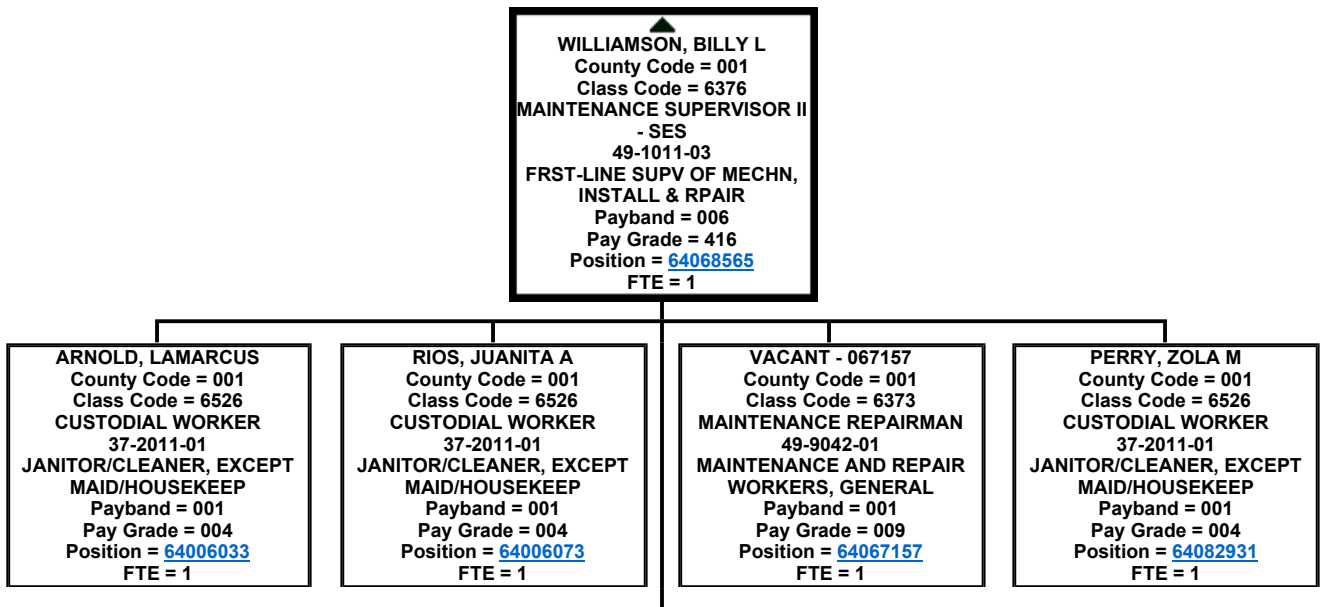 WILLIAMSON, BILLY L
County Code = 001
Class Code = 6376
MAINTENANCE SUPERVISOR II
- SES
49-1011-03
FRST-LINE SUPV OF MECHN,
INSTALL & RPAIR
Payband = 006
Pay Grade = 416
Position = 64068565
FTE = 1
ARNOLD, LAMARCUS
County Code = 001
Class Code = 6526
CUSTODIAL WORKER
37-2011-01
JANITOR/CLEANER, EXCEPT
MAID/HOUSEKEEP
Payband = 001
Pay Grade = 004
Position = 64006033
FTE = 1
RIOS, JUANITA A
County Code = 001
Class Code = 6526
CUSTODIAL WORKER
37-2011-01
JANITOR/CLEANER, EXCEPT
MAID/HOUSEKEEP
Payband = 001
Pay Grade = 004
Position = 64006073
FTE = 1
VACANT - 067157
County Code = 001
Class Code = 6373
MAINTENANCE REPAIRMAN
49-9042-01
MAINTENANCE AND REPAIR
WORKERS, GENERAL
Payband = 001
Pay Grade = 009
Position = 64067157
FTE = 1
PERRY, ZOLA M
County Code = 001
Class Code = 6526
CUSTODIAL WORKER
37-2011-01
JANITOR/CLEANER, EXCEPT
MAID/HOUSEKEEP
Payband = 001
Pay Grade = 004
Position = 64082931
FTE = 1